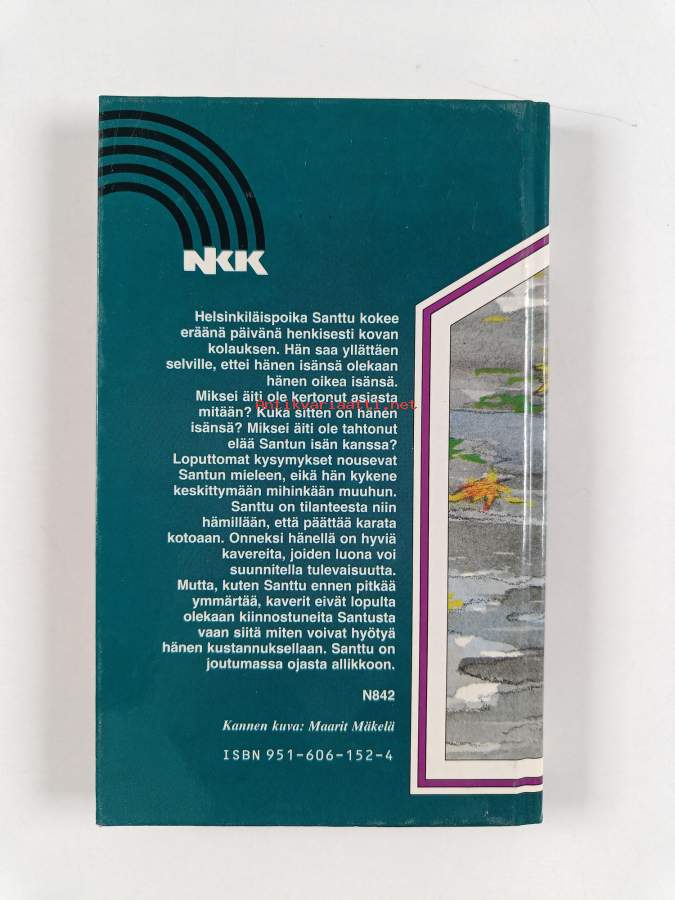 NKK
Helsinkiläispoika Santtu kokee
eräänä päivänä henkisesti kovan
kolauksen. Hän saa yllättäen
selville, ettei hänen isänsä olekaan
hänen oikea isänsä.
Miksei äiti ole kertonut asiasta
mitään? Kuka sitten on hänen
antikvariaatti.net
isänsä? Miksei äiti ole tahtonut
elää Santun isän kanssa?
Loputtomat kysymykset nousevat
Santun mieleen, eikä hän kykene
keskittymään mihinkään muuhun.
Santtu on tilanteesta niin
hämillään, että päättää karata
kotoaan. Onneksi hänellä on hyviä
kavereita, joiden luona voi
suunnitella tulevaisuutta.
Mutta, kuten Santtu ennen pitkää
ymmärtää, kaverit eivät lopulta
olekaan kiinnostuneita Santusta
vaan siitä miten voivat hyötyä
hänen kustannuksellaan. Santtu on
joutumassa ojasta allikkoon.
N842
Kannen kuva: Maarit Mäkelä
ISBN 951-606-152-4